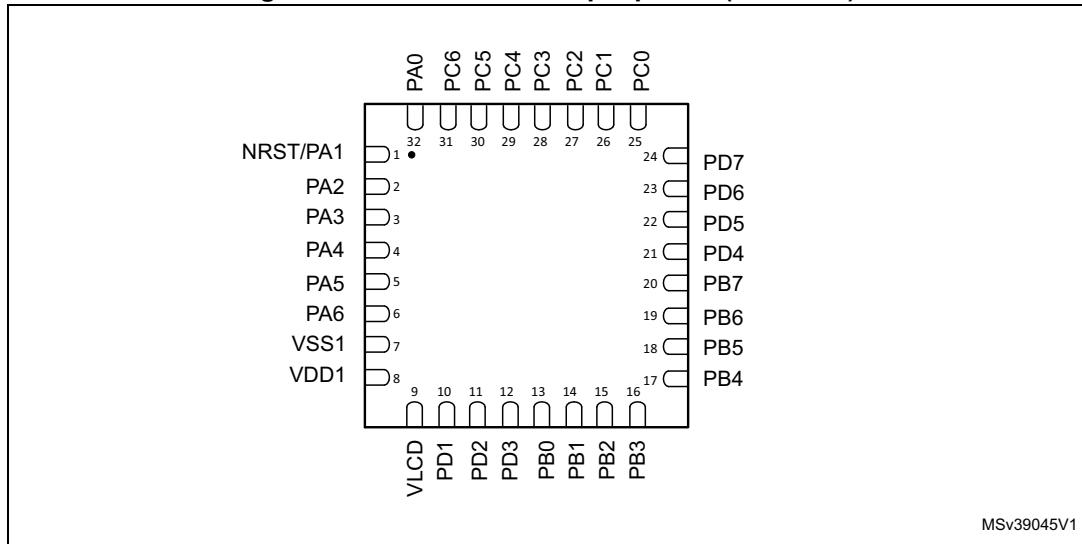 PA0
PC6
PC5
PC4
PC3
PC2
PC1
PC0
32
31
30
29
28
27
26
25
NRST/PA1
1
PA2
2
PA3
3
PA4
4
PA5
5
PA6
6
VSS1
7
VDD1
8
24
PD7
23
PD6
22
PD5
21
PD4
20
PB7
19
PB6
18
PB5
17
PB4
9
10
11
12
13
14
15
16
VLCD
PD1
PD2
PD3
PB0
PB1
PB2
PB3
MSv39045V1